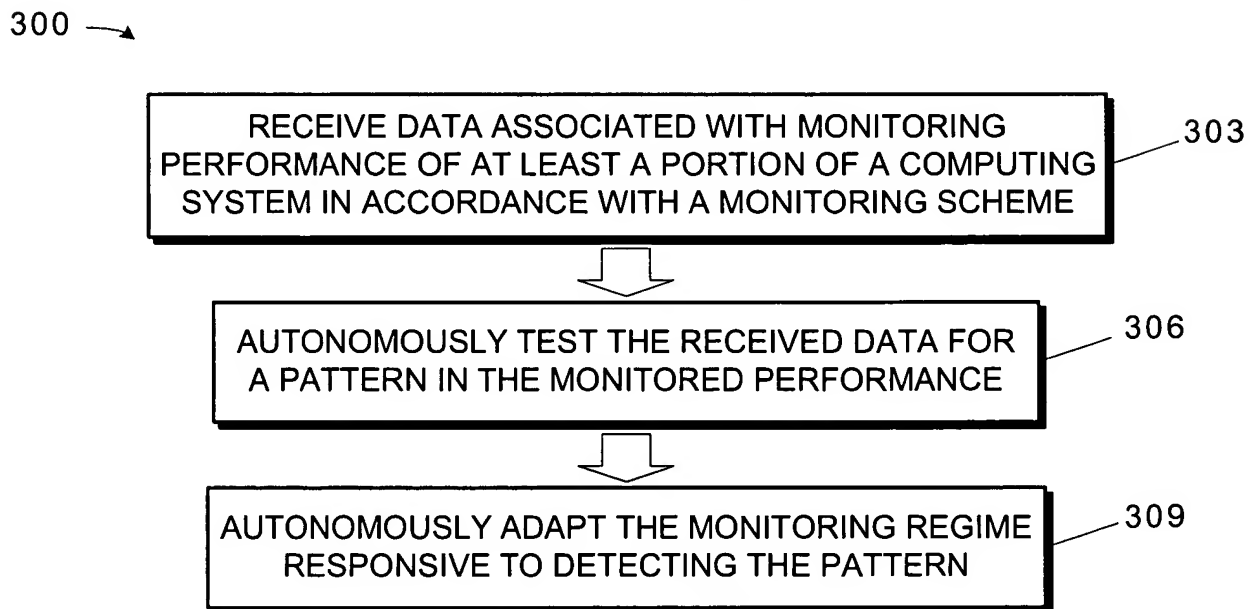 300
RECEIVE DATA ASSOCIATED WITH MONITORING
PERFORMANCE OF AT LEAST A PORTION OF A COMPUTING
SYSTEM IN ACCORDANCE WITH A MONITORING SCHEME
303
AUTONOMOUSLY TEST THE RECEIVED DATA FOR
A PATTERN IN THE MONITORED PERFORMANCE
306
AUTONOMOUSLY ADAPT THE MONITORING REGIME
RESPONSIVE TO DETECTING THE PATTERN
309